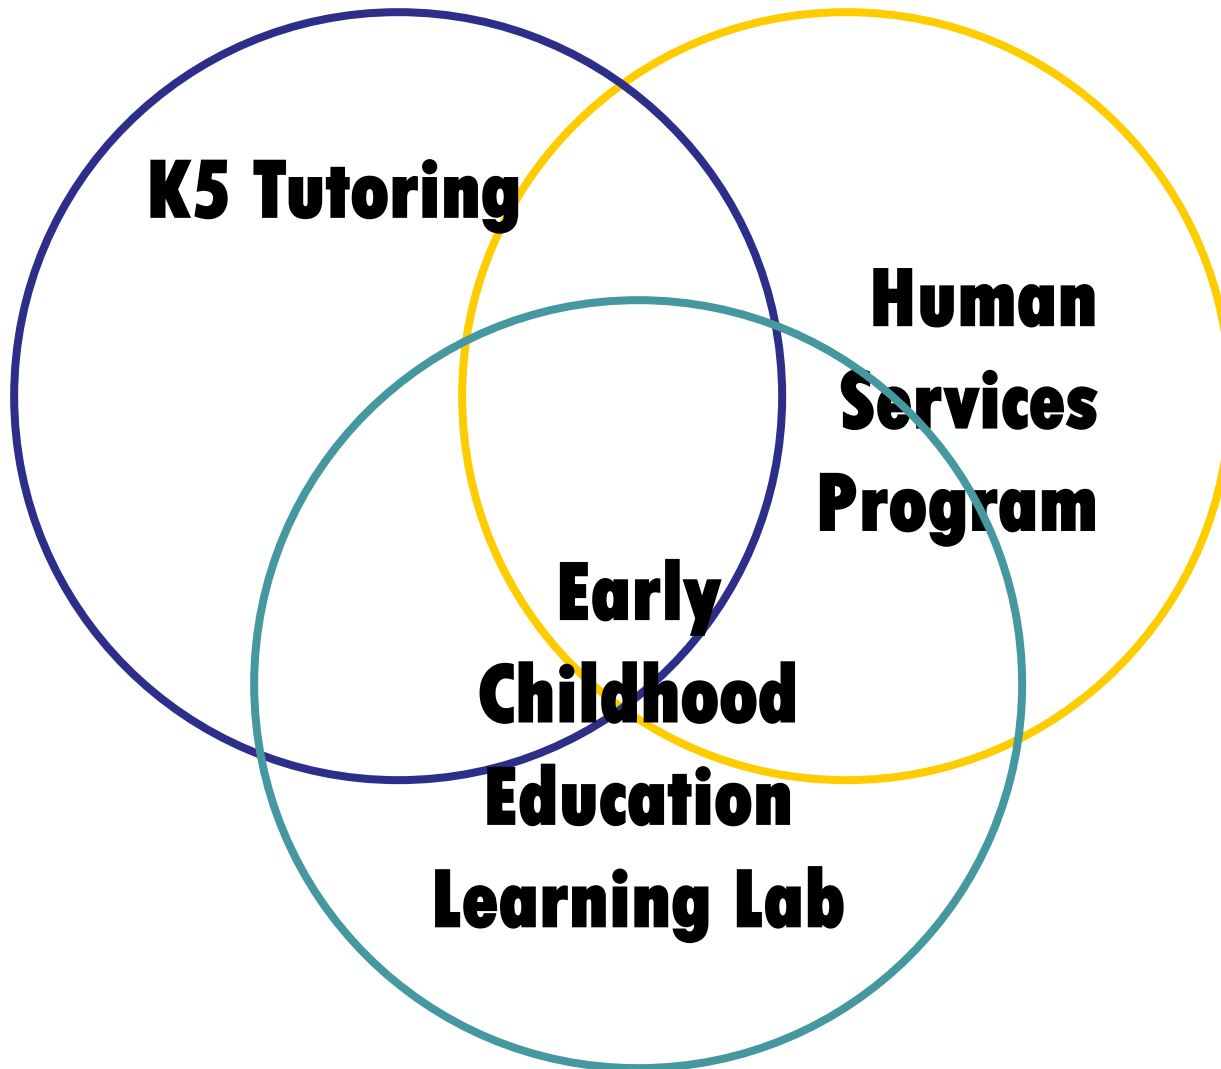 K5 Tutoring
Human
Services
Program
Early
Childhood
Education
Learning Lab